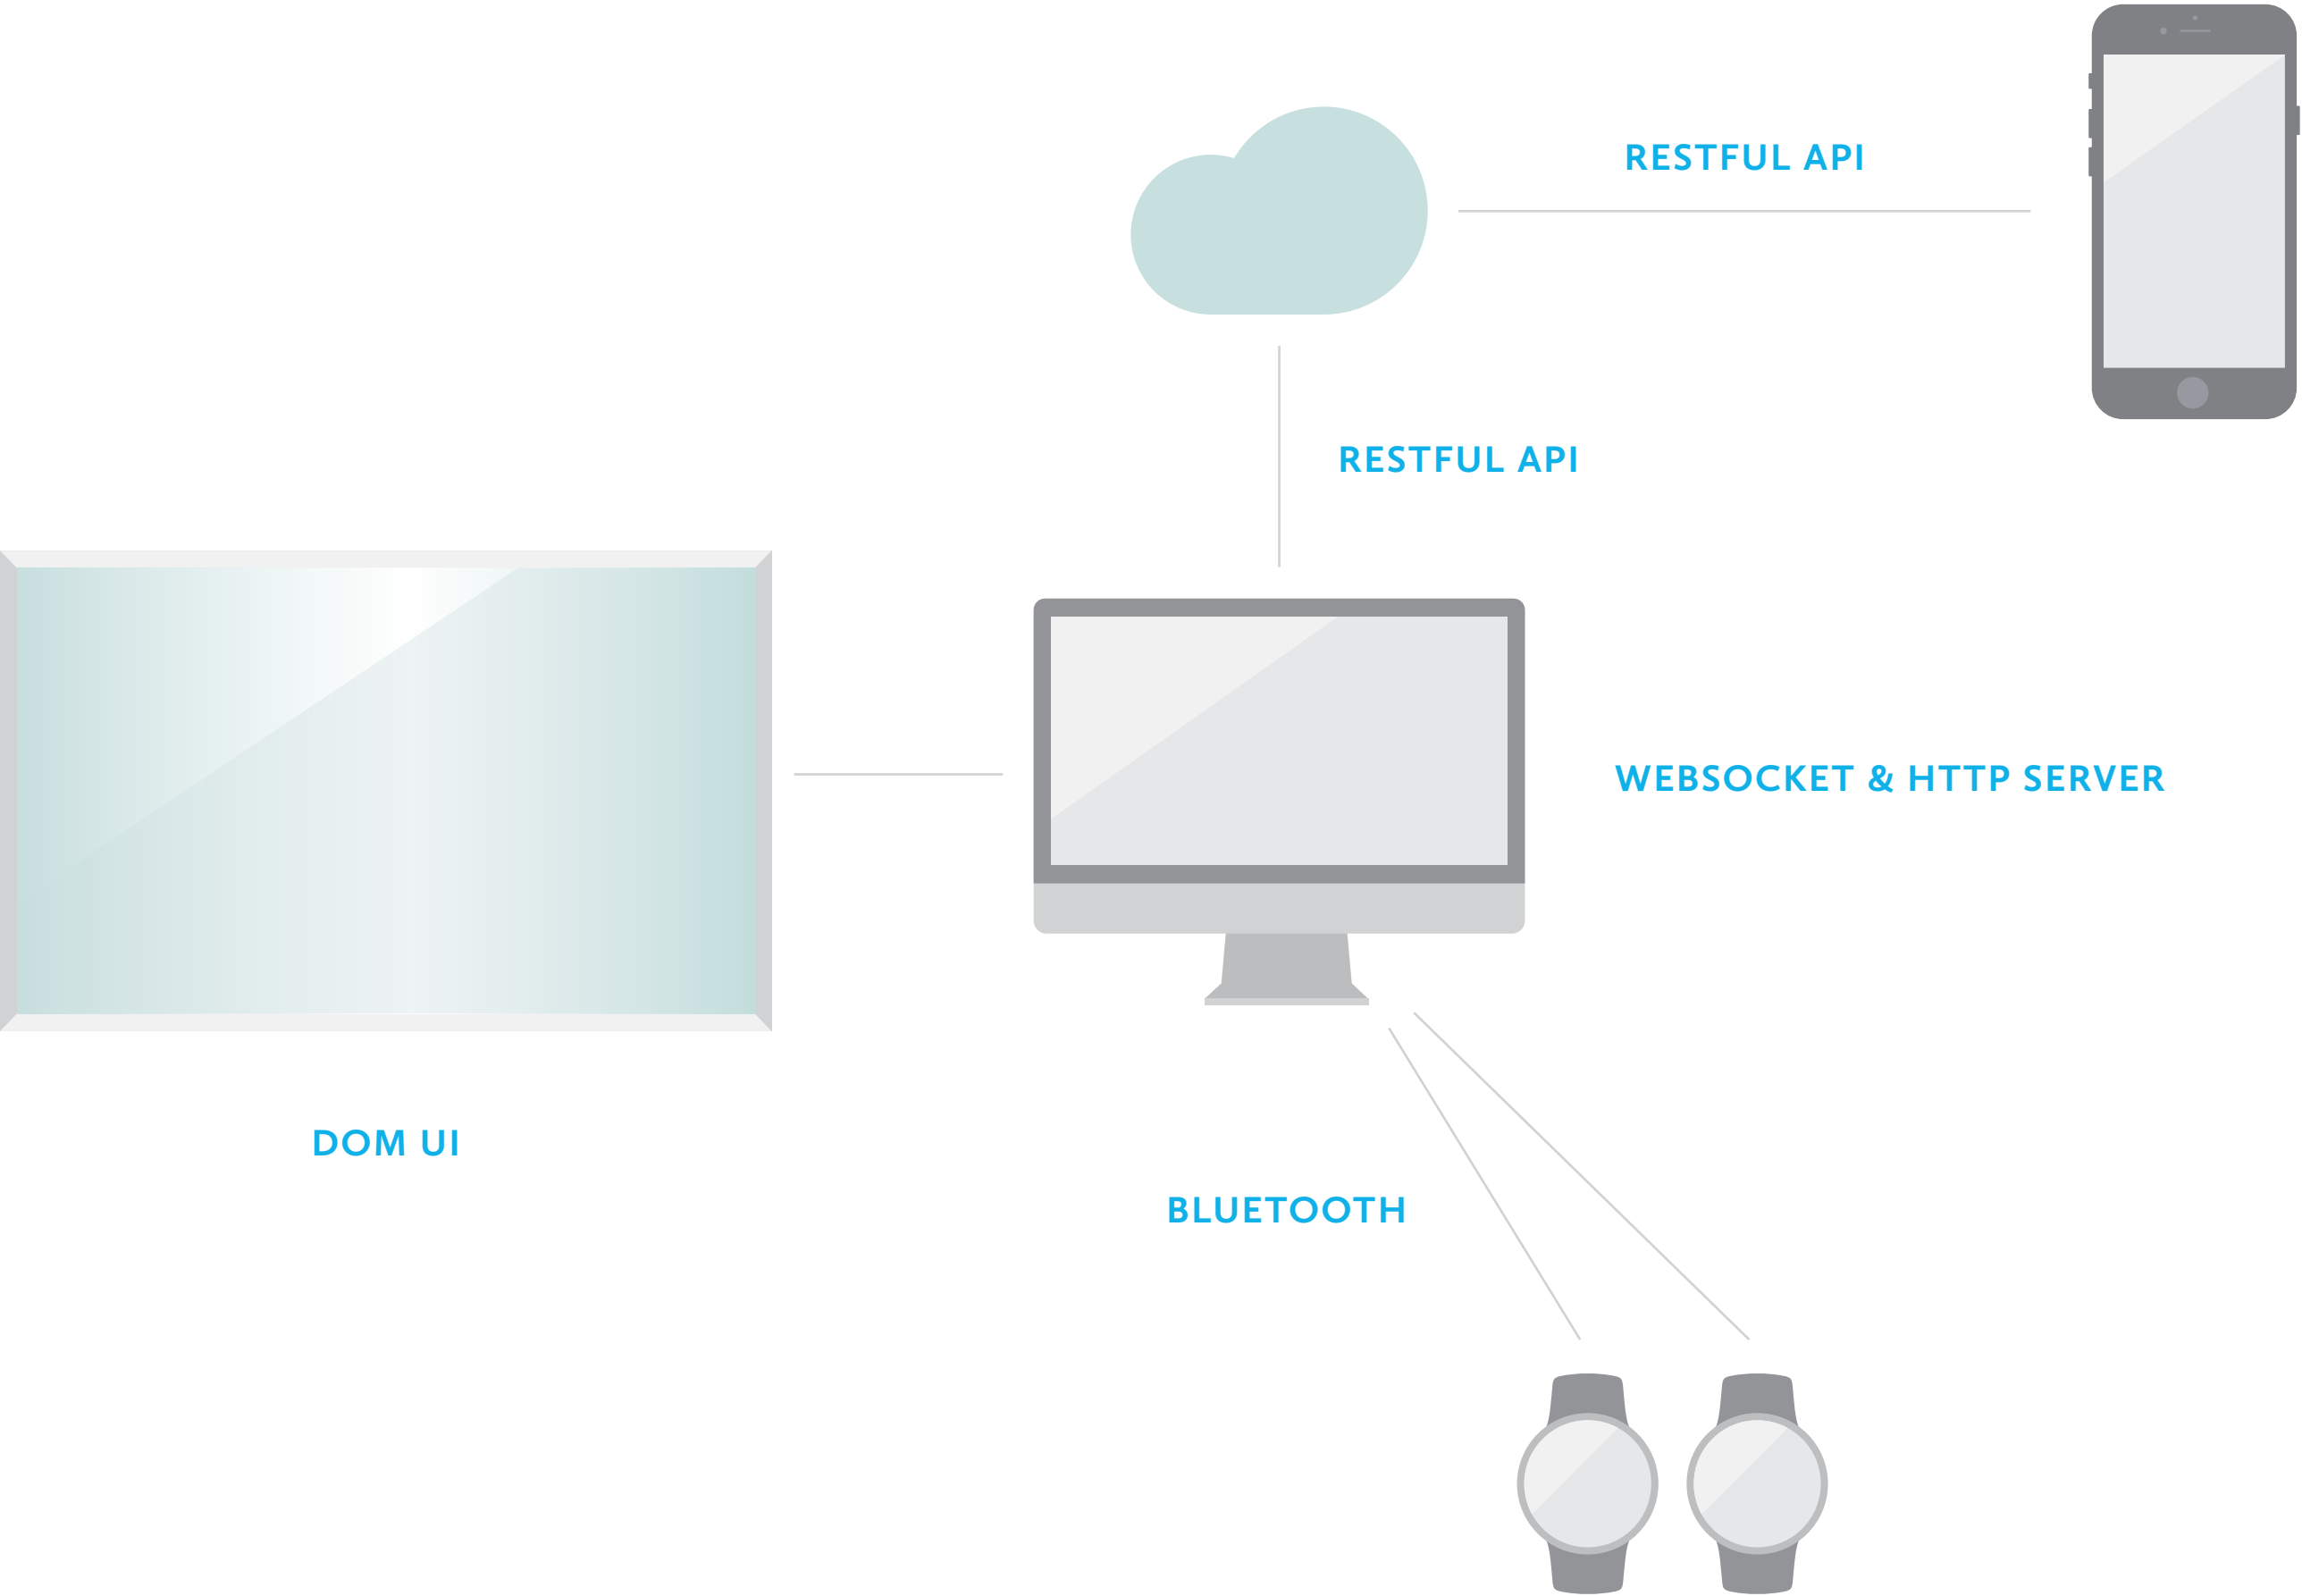 RESTFUL API
RESTFUL API
WEBSOCKET & HTTP SERVER
DOM UI
BLUETOOTH